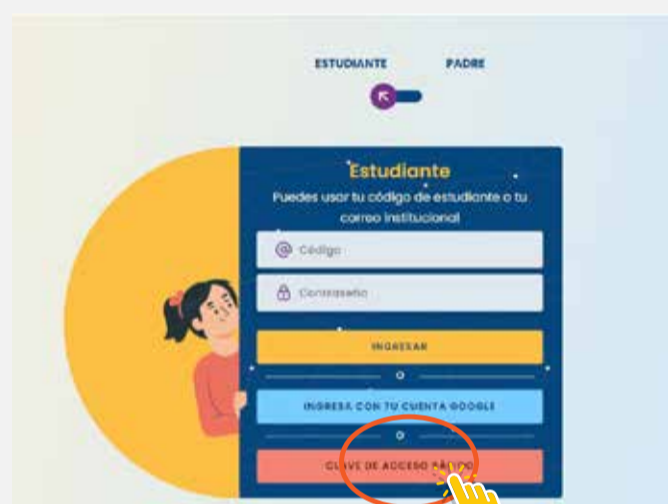 ESTUDIANTE PADRE
Estudiante
Puedes usar tu código de estudiante o tu
correo institucional
Código
Contraseña
INGRESAR
O
INGRESA CON TU CUENTA GOOGLE
O
CLAVE DE ACCESO RÁPIDO